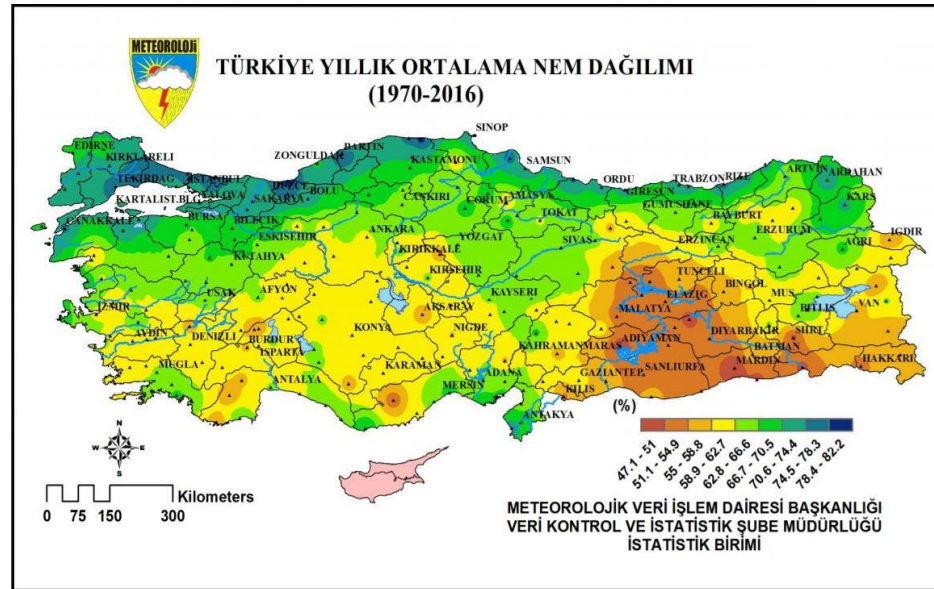 METEOROLOJİ
TÜRKİYE YILLIK ORTALAMA NEM DAĞILIMI
(1970-2016)
SINOP
EDIRNE
KIRKLARELI
ZONGULDAK
BARTIN
KASTAMONU
SAMSUN
TEKIRDAG
ISTANBUL
DUZCE
BOLU
ORDU
TRABZON
RIZE
ARTVIN
ARDAHAN
YALOVA
SAKARYA
CANKIRI
CORUM
AMASYA
GIRESUN
GUMUSHANE
KARS
KARTALIST.BLG
BURSA
BILECIK
TOKAT
BAYBURT
CANAKKALE
ESKISEHIR
ANKARA
YOZGAT
SIVAS
ERZINCAN
ERZURUM
IGDIR
KUTAHYA
KIRIKKALE
AGRI
KIRSEHIR
TUNCELI
USAK
AFYON
KAYSERI
BINGOL
MUS
IZMIR
AKSARAY
ELAZIG
BITLIS
VAN
MALATYA
AYDIN
DENIZLI
BURDUR
KONYA
NIGDE
DIYARBAKIR
SIIRT
ISPARTA
KAHRAMANMARAS
ADIYAMAN
BATMAN
MUGLA
KARAMAN
ADANA
GAZIANTEP
SANLIURFA
MARDIN
HAKKARI
ANTALYA
MERSIN
KILIS
ANTAKYA
(%)
N
W E
S
47.1 - 51
51.1 - 54.9
55 - 58.8
58.9 - 62.7
62.8 - 66.6
66.7 - 70.5
70.6 - 74.4
74.5 - 78.3
78.4 - 82.2
Kilometers
0 75 150 300
METEOROLOJİK VERİ İŞLEM DAİRESİ BAŞKANLIĞI
VERİ KONTROL VE İSTATİSTİK ŞUBE MÜDÜRLÜĞÜ
İSTATİSTİK BİRİMİ